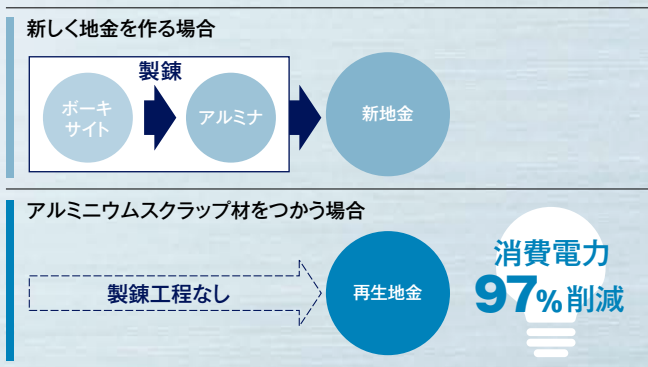 新しく地金を作る場合
製錬
ボーキ
サイト
アルミナ
新地金
アルミニウムスクラップ材をつかう場合
製錬工程なし
再生地金
消費電力
97%削減